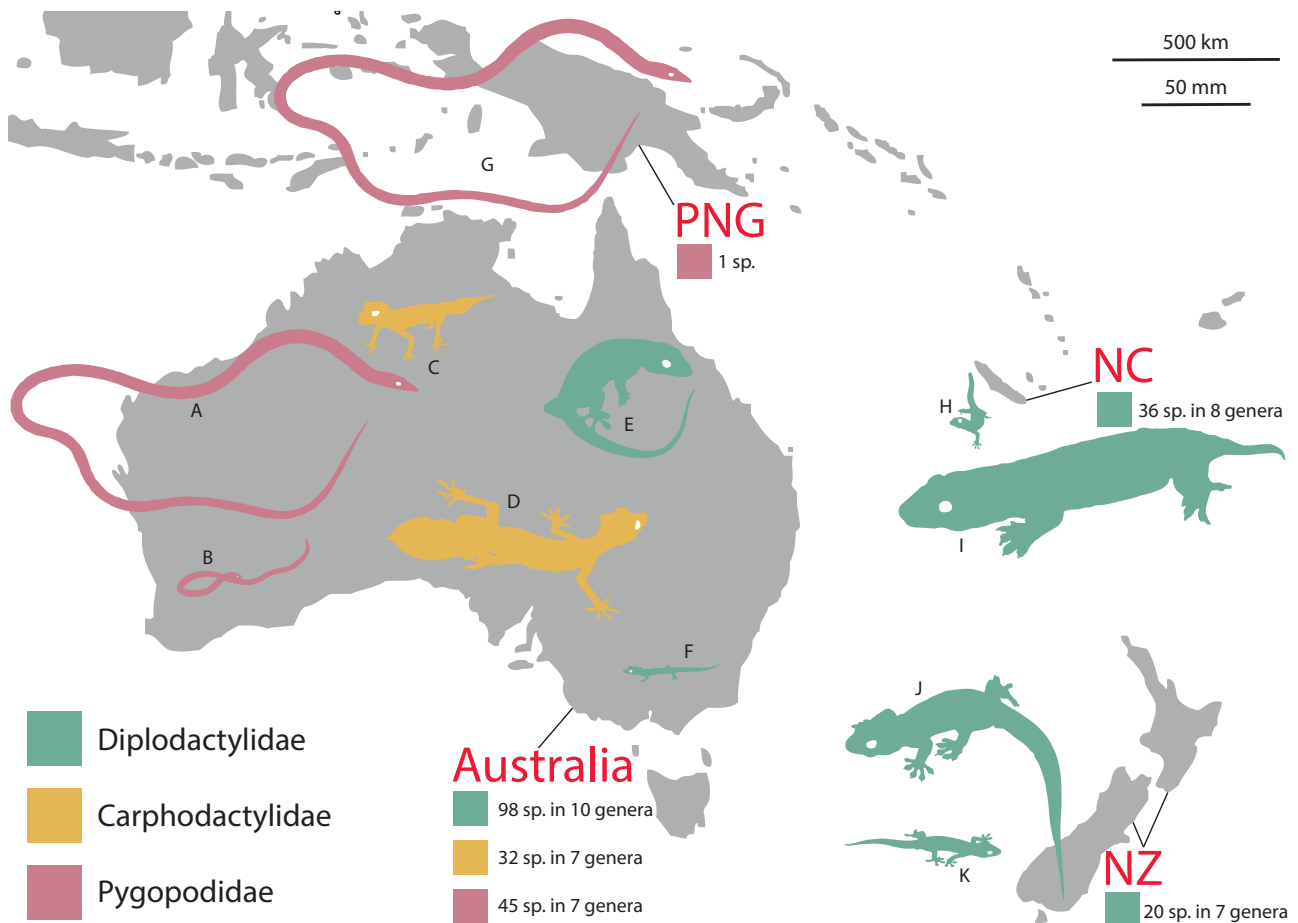 500 km
50 mm
G
PNG
1 sp.
C
A
E
H
NC
36 sp. in 8 genera
D
I
B
F
J
Diplodactylidae
Carphodactylidae
Pygopodidae
Australia
98 sp. in 10 genera
32 sp. in 7 genera
45 sp. in 7 genera
K
NZ
20 sp. in 7 genera